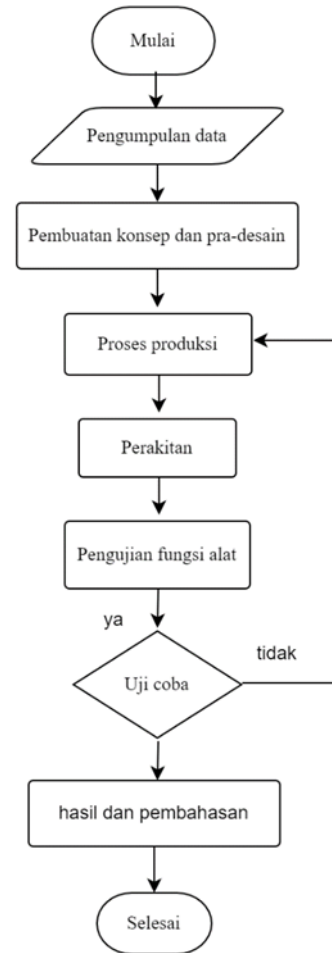 Mulai
Pengumpulan data
Pembuatan konsep dan pra-desain
Proses produksi
Perakitan
Pengujian fungsi alat
ya
tidak
Uji coba
hasil dan pembahasan
Selesai